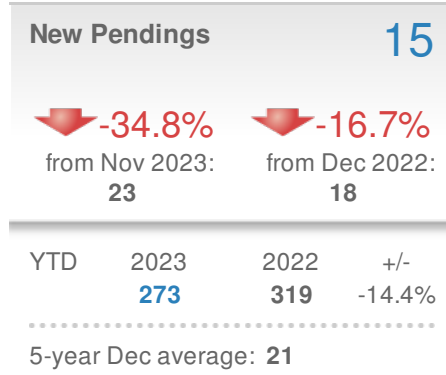 New Pendings 15
-34.8% -16.7%
from Nov 2023: from Dec 2022:
23 18
YTD 2023 2022 +/-
273 319 -14.4%
5-year Dec average: 21